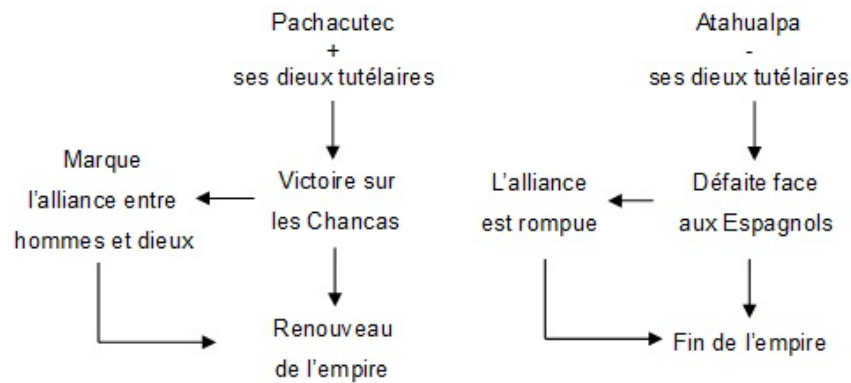 Pachacutec
+
ses dieux tutélaires
Marque
l'alliance entre
hommes et dieux
Victoire sur
les Chancas
Renouveau
de l'empire
Atahualpa
-
ses dieux tutélaires
L'alliance
est rompue
Défaite face
aux Espagnols
Fin de l'empire